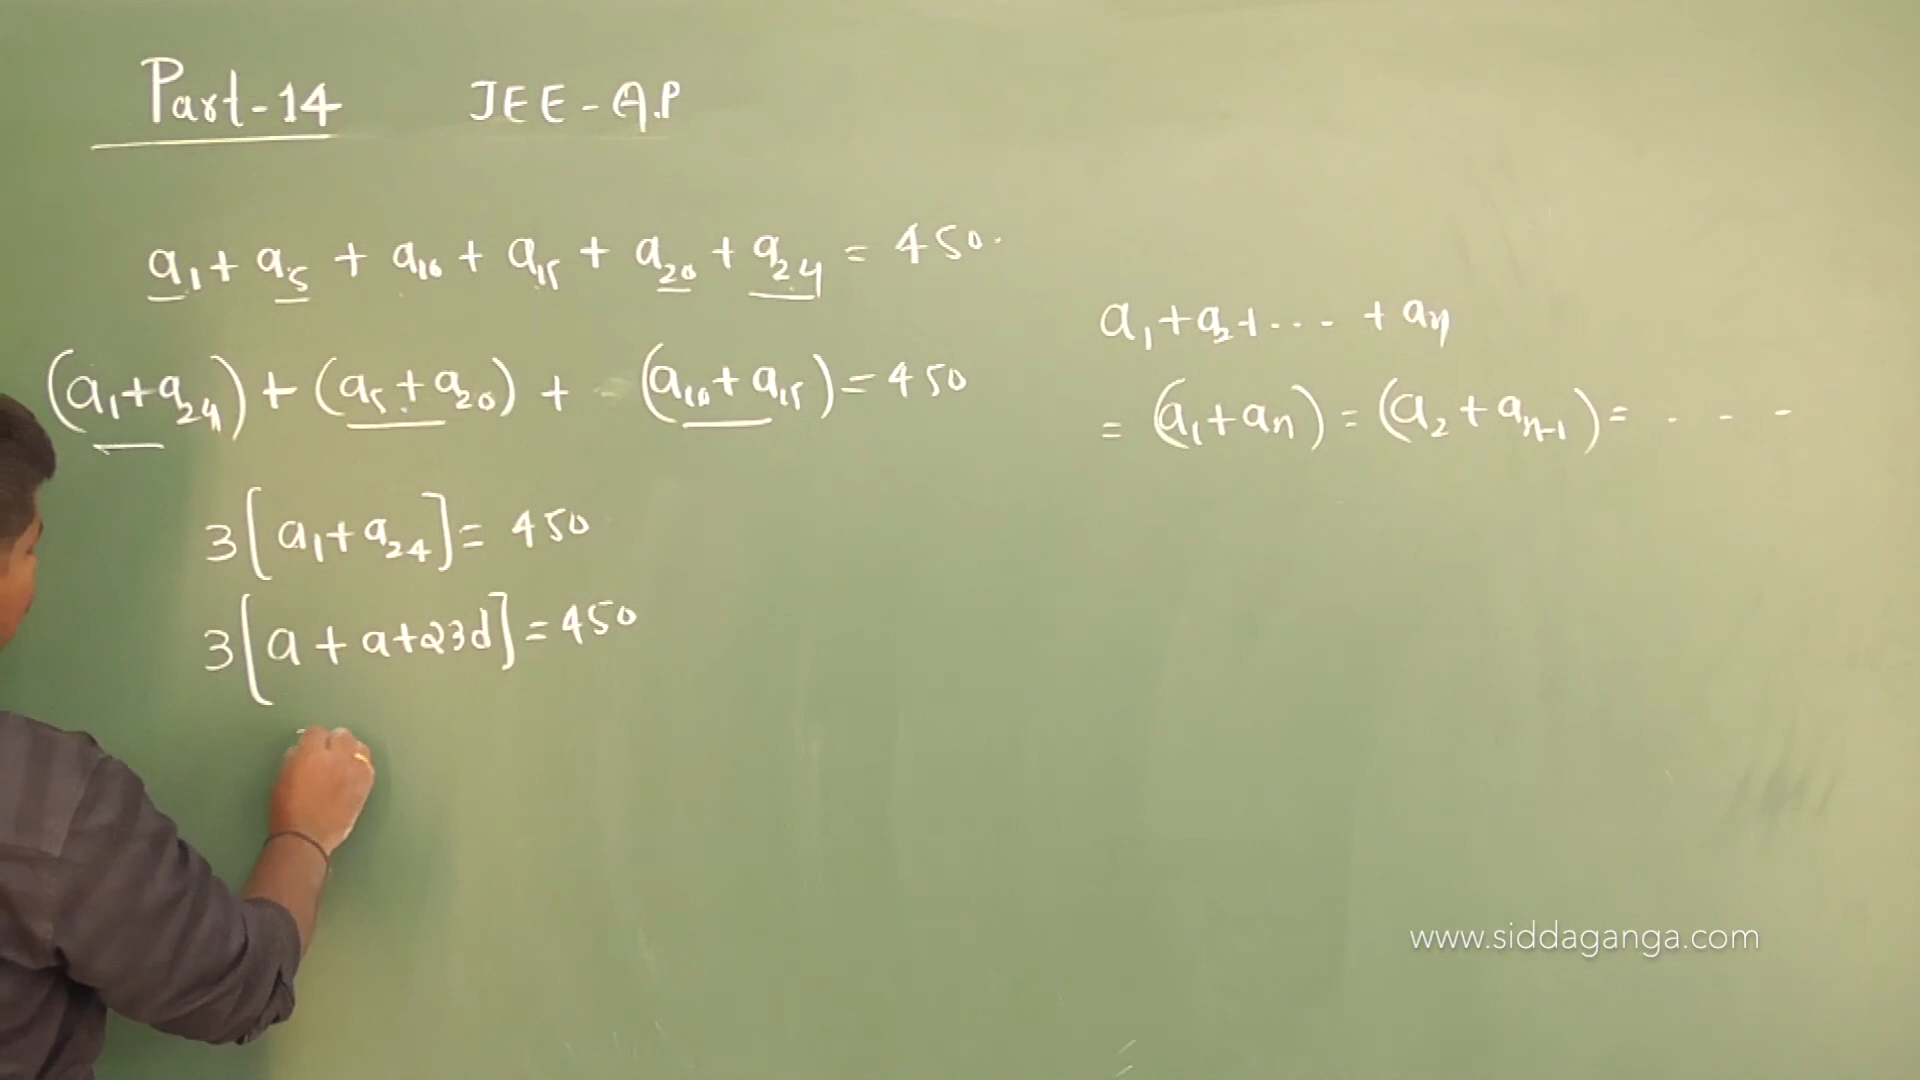 Part-14 JEE - A.P
a₁ + a₅ + a₁₀ + a₁₅ + a₂₀ + a₂₄ = 450.
(a₁+a₂₄) + (a₅+a₂₀) + (a₁₀+a₁₅) = 450
3[a₁+a₂₄] = 450
3[a + a+23d] = 450
a₁+a₂+ ... + aₙ
= (a₁+aₙ) = (a₂+aₙ₋₁) = - - -
www.siddaganga.com